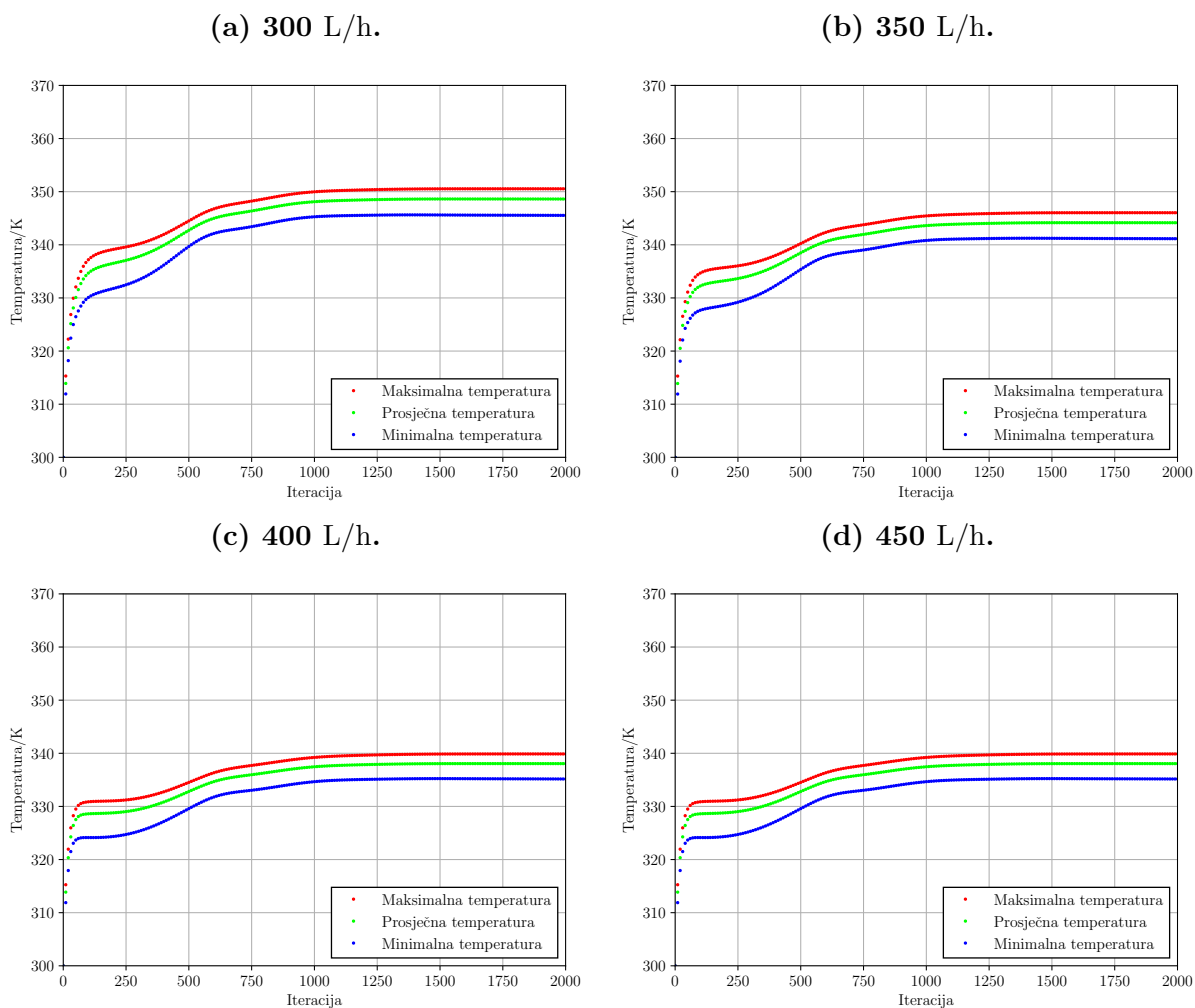 (a) 300 L/h.
(b) 350 L/h.
370
360
350
340
330
320
310
300
Temperatura/K
Maksimalna temperatura
Prosječna temperatura
Minimalna temperatura
0 250 500 750 1000 1250 1500 1750 2000
Iteracija
370
360
350
340
330
320
310
300
Temperatura/K
Maksimalna temperatura
Prosječna temperatura
Minimalna temperatura
0 250 500 750 1000 1250 1500 1750 2000
Iteracija
(c) 400 L/h.
(d) 450 L/h.
370
360
350
340
330
320
310
300
Temperatura/K
Maksimalna temperatura
Prosječna temperatura
Minimalna temperatura
0 250 500 750 1000 1250 1500 1750 2000
Iteracija
370
360
350
340
330
320
310
300
Temperatura/K
Maksimalna temperatura
Prosječna temperatura
Minimalna temperatura
0 250 500 750 1000 1250 1500 1750 2000
Iteracija